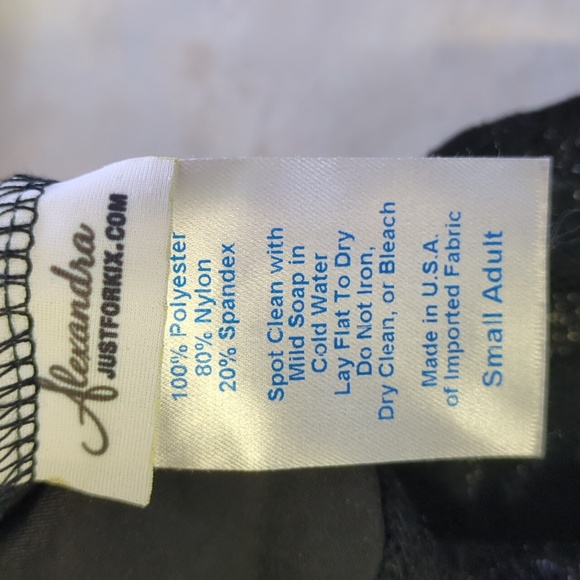 Alexandra
JUSTFORKIX.COM
100% Polyester
80% Nylon
20% Spandex
Spot Clean with
Mild Soap in
Cold Water
Lay Flat To Dry
Do Not Iron,
Dry Clean, or Bleach
Made in U.S.A.
of Imported Fabric
Small Adult